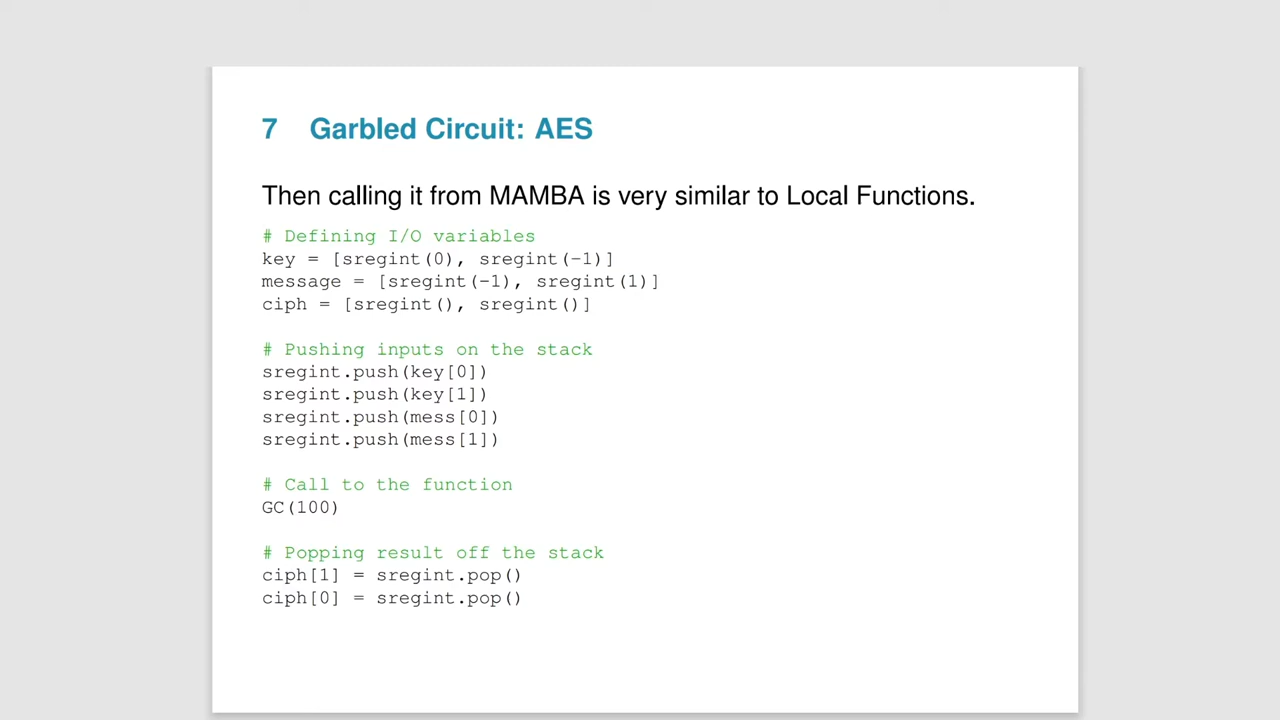 7 Garbled Circuit: AES
Then calling it from MAMBA is very similar to Local Functions.
# Defining I/O variables
key = [sregint(0), sregint(-1)]
message = [sregint(-1), sregint(1)]
ciph = [sregint(), sregint()]
# Pushing inputs on the stack
sregint.push(key[0])
sregint.push(key[1])
sregint.push(mess[0])
sregint.push(mess[1])
# Call to the function
GC(100)
# Popping result off the stack
ciph[1] = sregint.pop()
ciph[0] = sregint.pop()